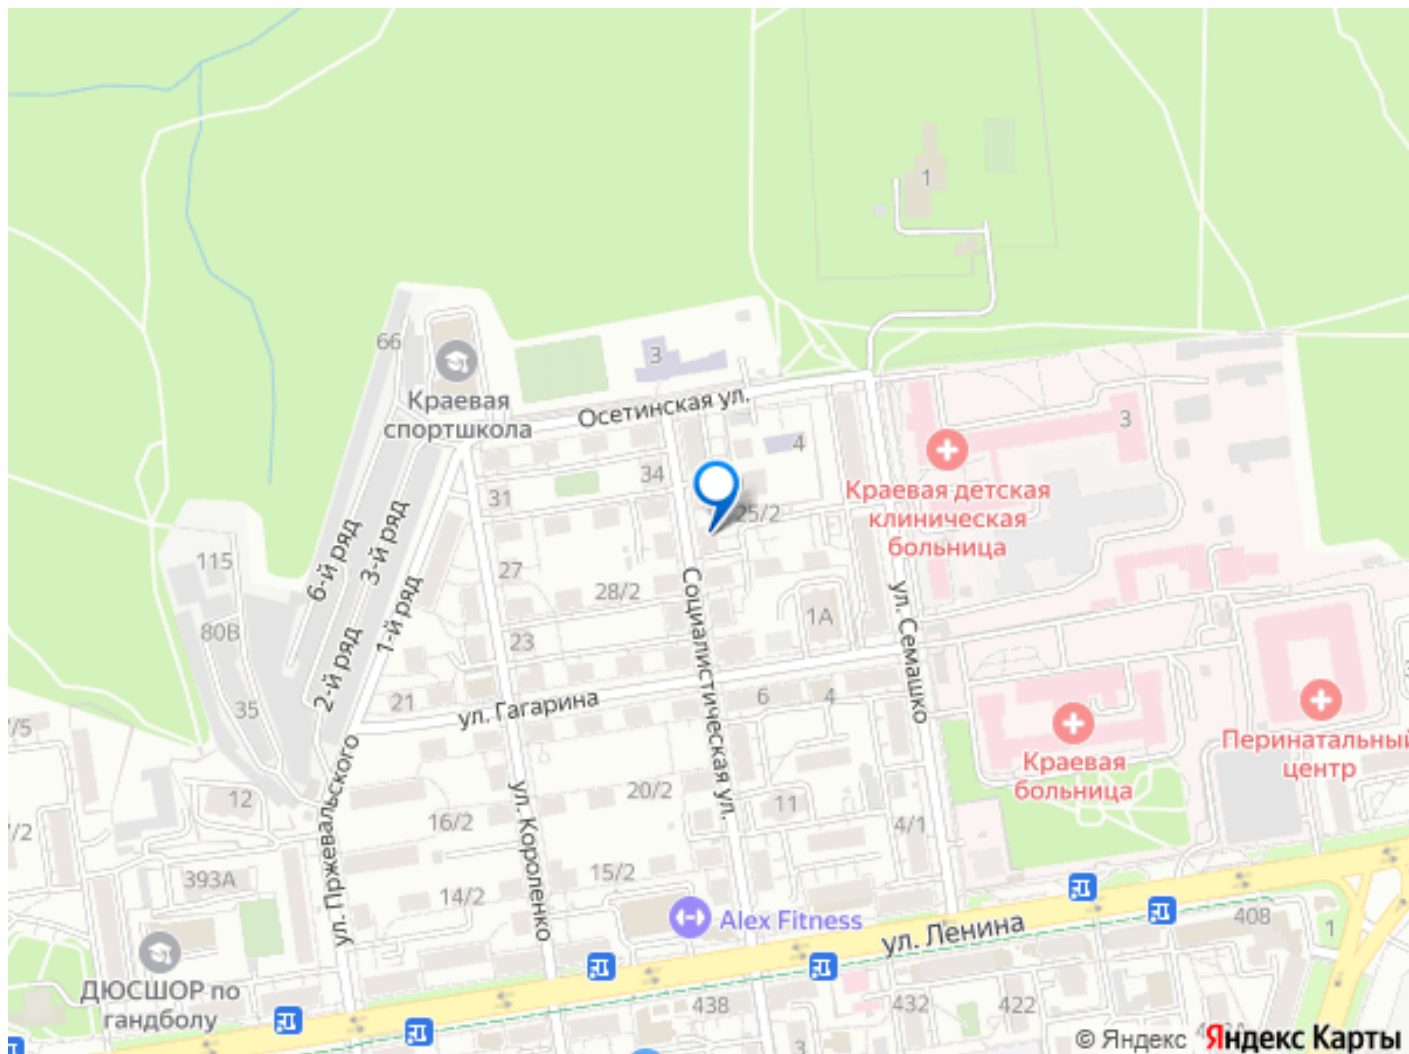 1
66
3
Краевая
спортшкола
Осетинская ул.
4
3
34
31
Краевая детская
клиническая
больница
25/2
6-й ряд
3-й ряд
115
27
1-й ряд
28/2
Социалистическая ул.
ул. Семашко
1А
80В
23
2-й ряд
21
ул. Гагарина
6
4
35
/5
Краевая
больница
Перинатальный
центр
ул. Пржевальского
ул. Короленко
20/2
11
12
16/2
4/1
/2
393А
15/2
14/2
Alex Fitness
ул. Ленина
408
1
ДЮСШОР по
гандболу
438
432
422
3
© Яндекс Яндекс Карты